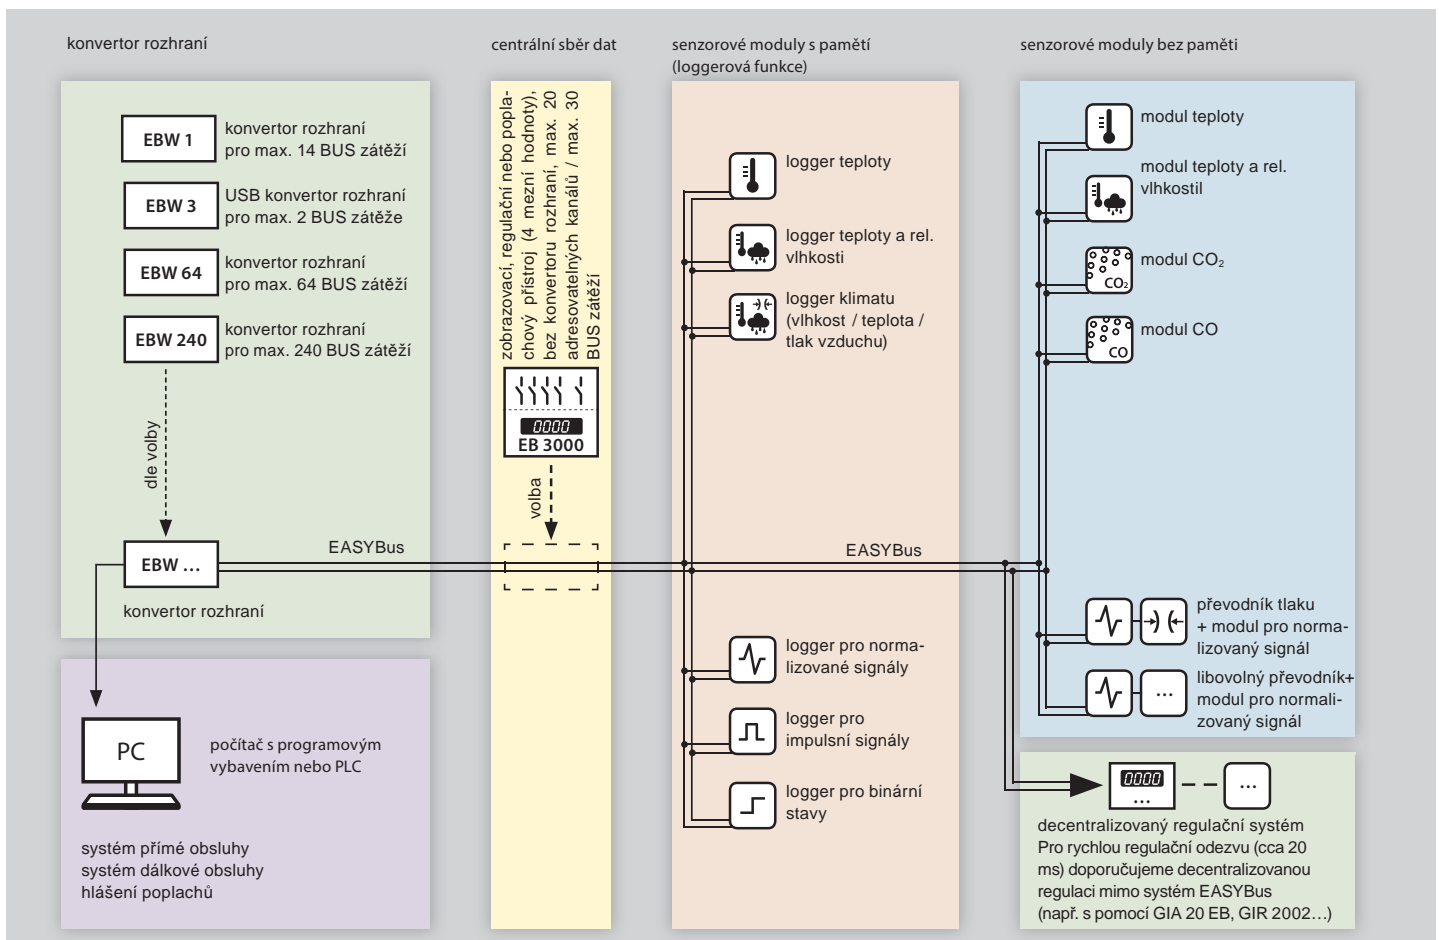 konvertor rozhraní
EBW 1
konvertor rozhraní
pro max. 14 BUS zátěží
EBW 3
USB konvertor rozhraní
pro max. 2 BUS zátěže
EBW 64
konvertor rozhraní
pro max. 64 BUS zátěží
EBW 240
konvertor rozhraní
pro max. 240 BUS zátěží
dle volby
EBW ...
konvertor rozhraní
EASYBus
PC
počítač s programovým
vybavením nebo PLC
systém přímé obsluhy
systém dálkové obsluhy
hlášení poplachů
centrální sběr dat
zobrazovací, regulační nebo popla-
chový přístroj (4 mezní hodnoty),
bez konvertoru rozhraní, max. 20
adresovatelných kanálů / max. 30
BUS zátěží
0000
EB 3000
volba
senzorové moduly s pamětí
(loggerová funkce)
logger teploty
logger teploty a rel.
vlhkosti
logger klimatu
(vlhkost / teplota /
tlak vzduchu)
EASYBus
logger pro norma-
lizované signály
logger pro
impulsní signály
logger pro binární
stavy
senzorové moduly bez paměti
modul teploty
modul teploty a rel.
vlhkostil
CO₂
modul CO₂
CO
modul CO
převodník tlaku
+ modul pro norma-
lizovaný signál
...
libovolný převodník+
modul pro normali-
zovaný signál
0000
...
...
decentralizovaný regulační systém
Pro rychlou regulační odezvu (cca 20
ms) doporučujeme decentralizovanou
regulaci mimo systém EASYBus
(např. s pomocí GIA 20 EB, GIR 2002…)